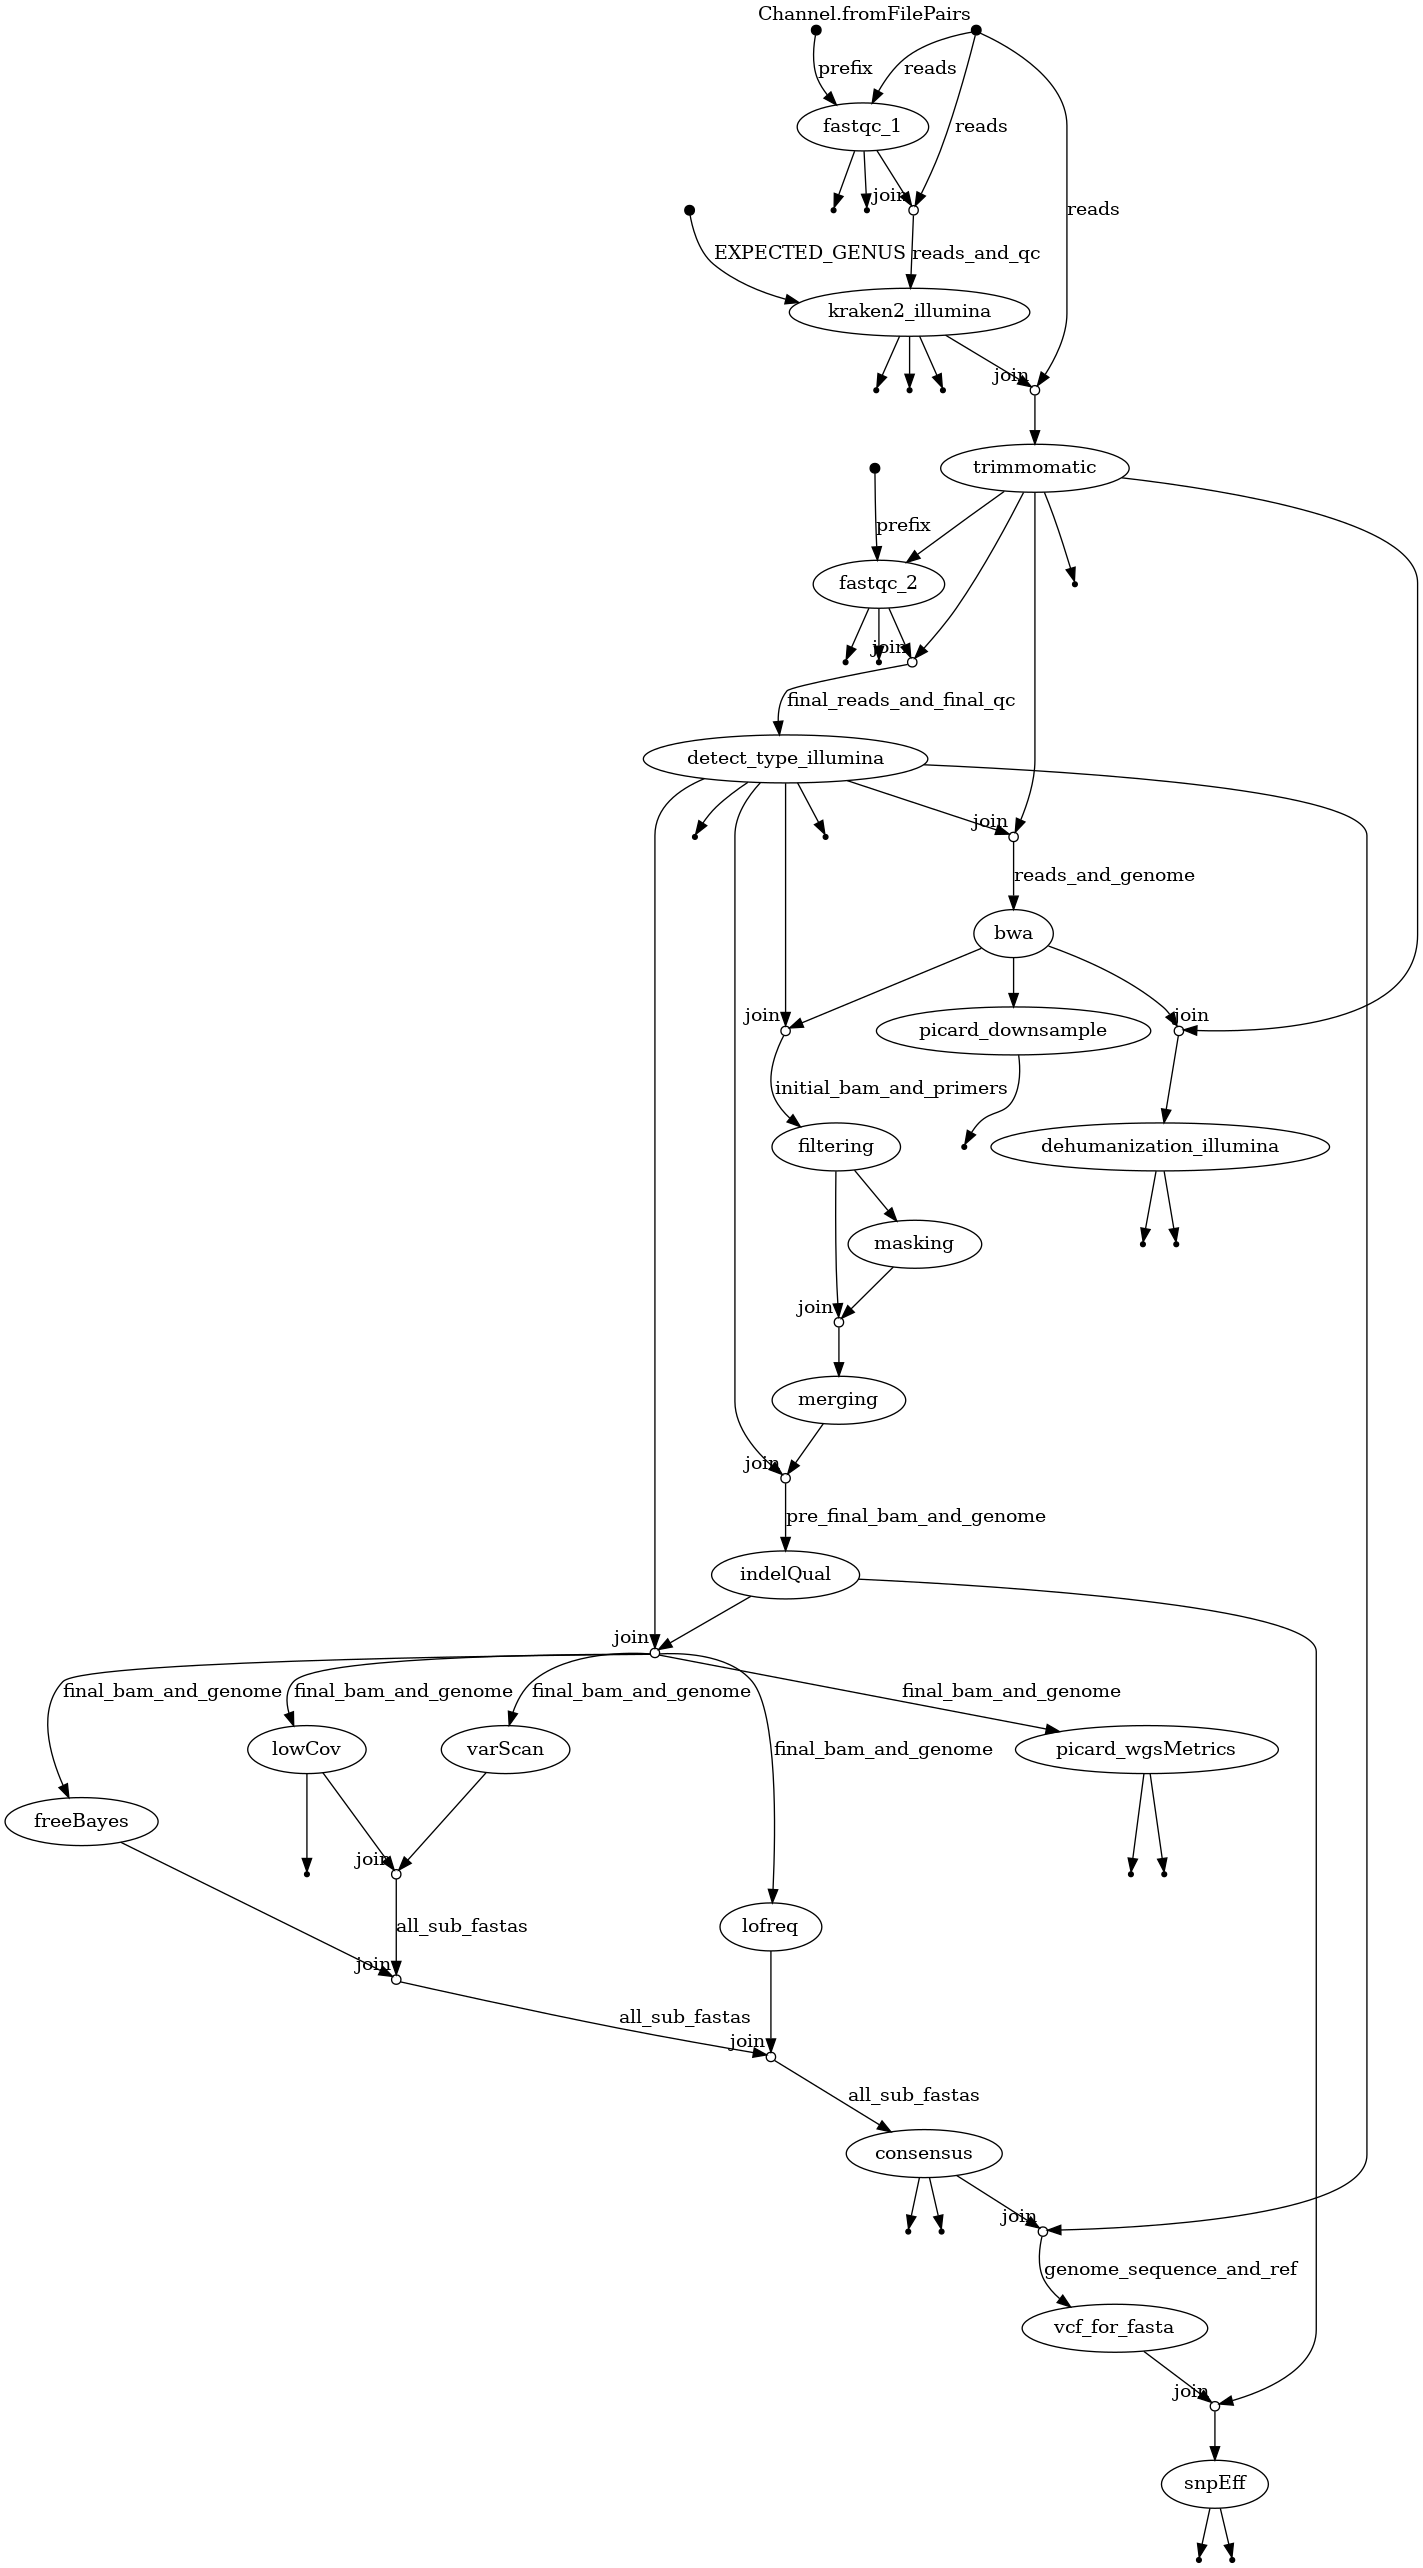 Channel.fromFilePairs
prefix
reads
fastqc_1
reads
join
reads
EXPECTED_GENUS
reads_and_qc
kraken2_illumina
join
trimmomatic
prefix
fastqc_2
join
final_reads_and_final_qc
detect_type_illumina
join
reads_and_genome
bwa
join
picard_downsample
join
initial_bam_and_primers
filtering
dehumanization_illumina
masking
join
merging
join
pre_final_bam_and_genome
indelQual
join
final_bam_and_genome
final_bam_and_genome
final_bam_and_genome
final_bam_and_genome
lowCov
varScan
final_bam_and_genome
picard_wgsMetrics
freeBayes
join
all_sub_fastas
lofreq
join
all_sub_fastas
join
all_sub_fastas
consensus
join
genome_sequence_and_ref
vcf_for_fasta
join
snpEff